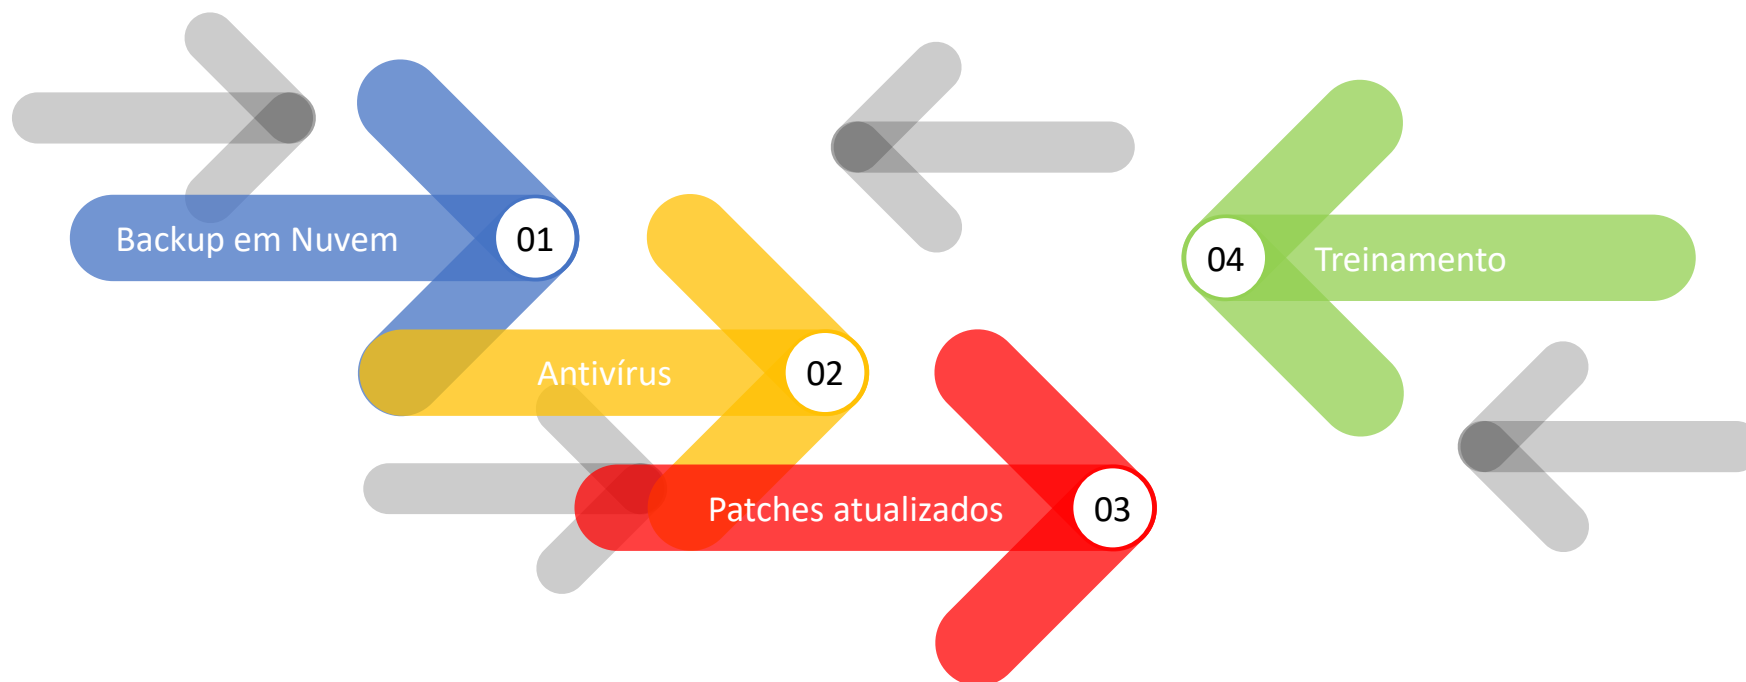 Backup em Nuvem
01
Antivírus
02
Patches atualizados
03
04
Treinamento